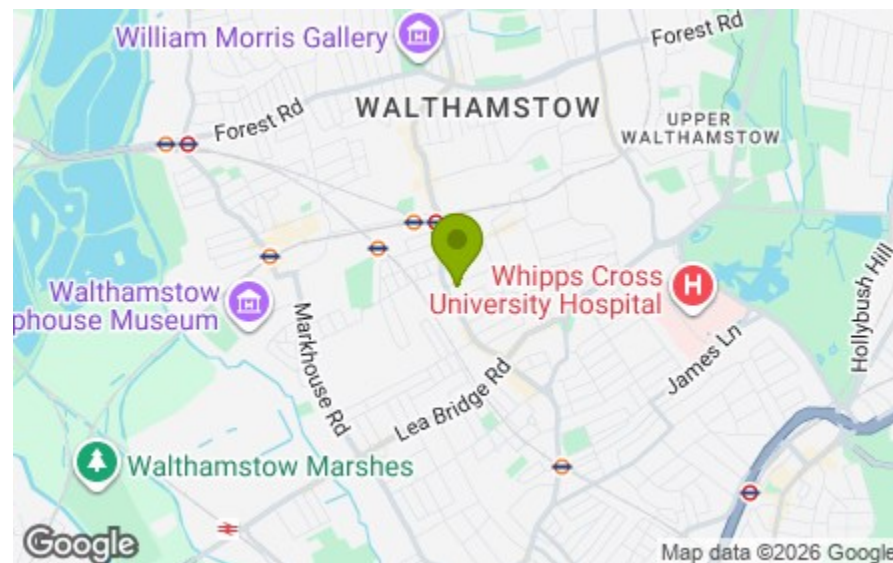 William Morris Gallery
Forest Rd
WALTHAMSTOW
Forest Rd
UPPER
WALTHAMSTOW
Whipps Cross
University Hospital
H
Walthamstow
phouse Museum
Markhouse Rd
Lea Bridge Rd
James Ln
Hollybush Hill
Walthamstow Marshes
Google
Map data ©2026 Google